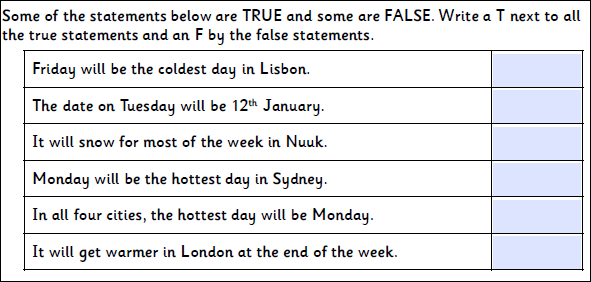 Some of the statements below are TRUE and some are FALSE. Write a T next to all
the true statements and an F by the false statements.
Friday will be the coldest day in Lisbon.
The date on Tuesday will be 12th January.
It will snow for most of the week in Nuuk.
Monday will be the hottest day in Sydney.
In all four cities, the hottest day will be Monday.
It will get warmer in London at the end of the week.